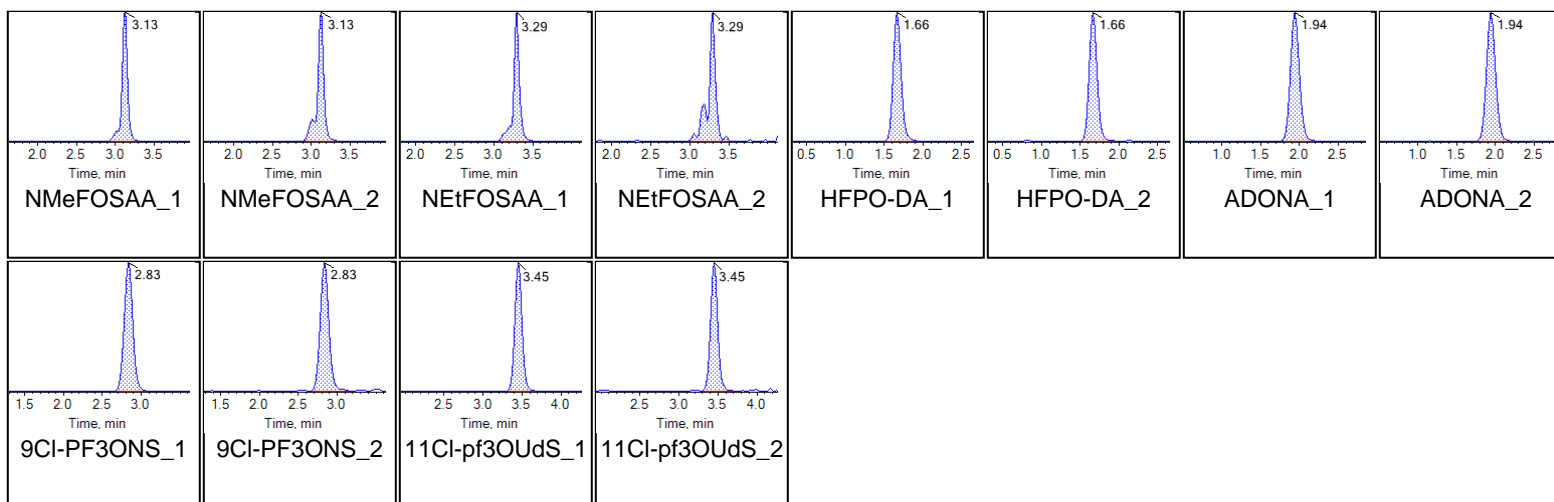 3.13 3.13 3.29 3.29 1.66 1.66 1.94 1.94
2.0 2.5 3.0 3.5 2.0 2.5 3.0 3.5 2.0 2.5 3.0 3.5 2.0 2.5 3.0 3.5 0.5 1.0 1.5 2.0 2.5 0.5 1.0 1.5 2.0 2.5 1.0 1.5 2.0 2.5 1.0 1.5 2.0 2.5
Time, min Time, min Time, min Time, min Time, min Time, min Time, min Time, min
NMeFOSAA_1 NMeFOSAA_2 NEtFOSAA_1 NEtFOSAA_2 HFPO-DA_1 HFPO-DA_2 ADONA_1 ADONA_2
2.83 2.83 3.45 3.45
1.5 2.0 2.5 3.0 1.5 2.0 2.5 3.0 2.5 3.0 3.5 4.0 2.5 3.0 3.5 4.0
Time, min Time, min Time, min Time, min
9Cl-PF3ONS_1 9Cl-PF3ONS_2 11Cl-pf3OUdS_1 11Cl-pf3OUdS_2